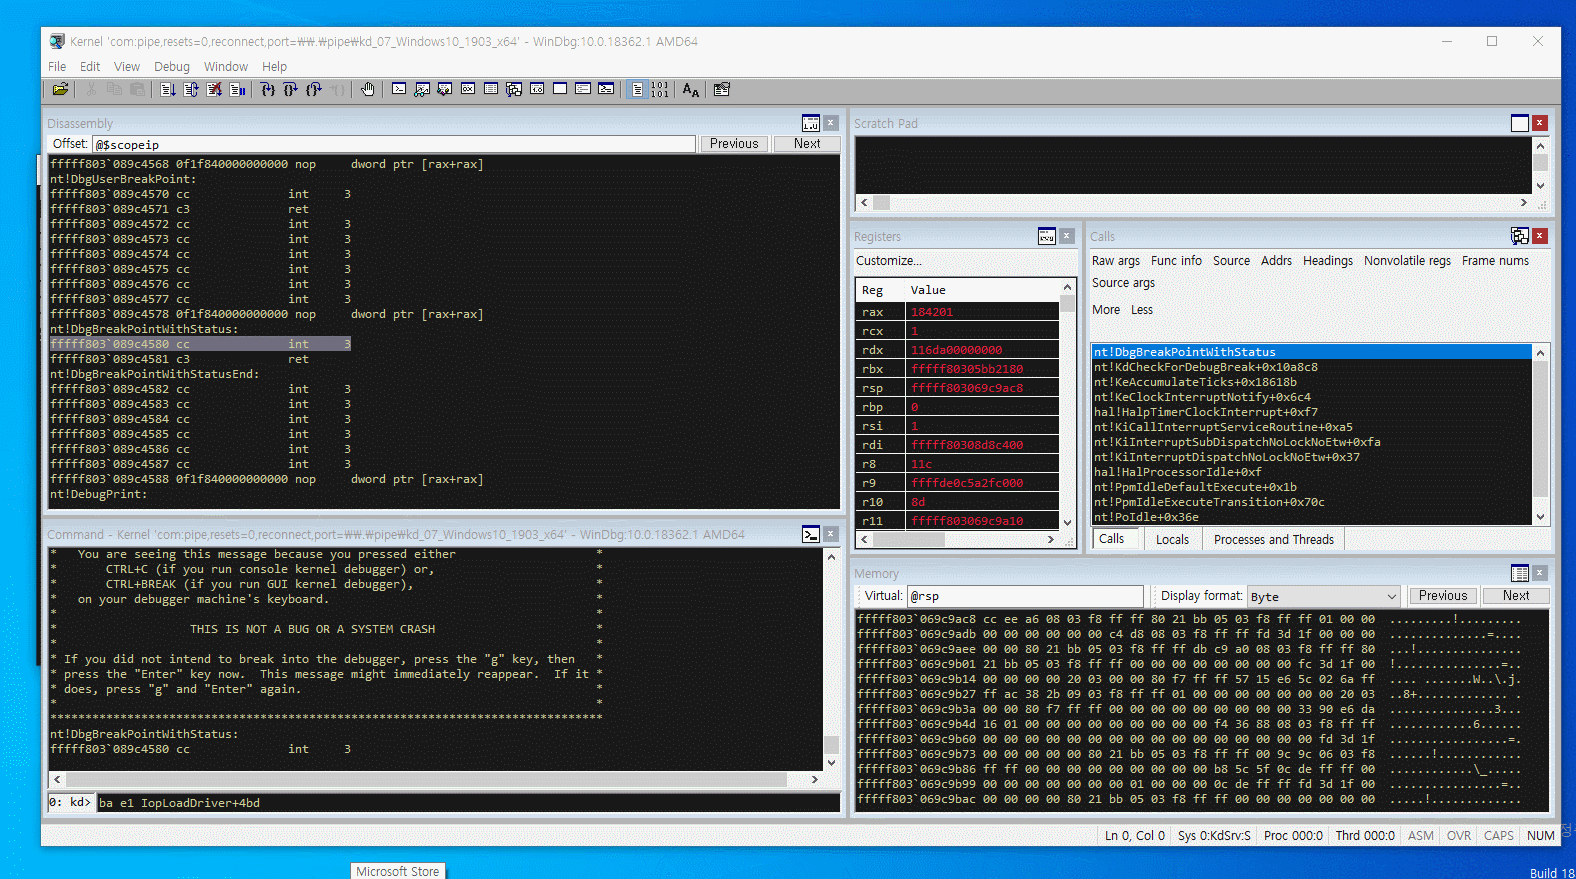 Kernel 'com:pipe,resets=0,reconnect,port=₩₩.₩pipe₩kd_07_Windows10_1903_x64' - WinDbg:10.0.18362.1 AMD64
File Edit View Debug Window Help
Disassembly
Offset: @$scopeip Previous Next
fffff803`089c4568 0f1f840000000000 nop dword ptr [rax+rax]
nt!DbgUserBreakPoint:
fffff803`089c4570 cc int 3
fffff803`089c4571 c3 ret
fffff803`089c4572 cc int 3
fffff803`089c4573 cc int 3
fffff803`089c4574 cc int 3
fffff803`089c4575 cc int 3
fffff803`089c4576 cc int 3
fffff803`089c4577 cc int 3
fffff803`089c4578 0f1f840000000000 nop dword ptr [rax+rax]
nt!DbgBreakPointWithStatus:
fffff803`089c4580 cc int 3
fffff803`089c4581 c3 ret
nt!DbgBreakPointWithStatusEnd:
fffff803`089c4582 cc int 3
fffff803`089c4583 cc int 3
fffff803`089c4584 cc int 3
fffff803`089c4585 cc int 3
fffff803`089c4586 cc int 3
fffff803`089c4587 cc int 3
fffff803`089c4588 0f1f840000000000 nop dword ptr [rax+rax]
nt!DebugPrint:
Command - Kernel 'com:pipe,resets=0,reconnect,port=₩₩.₩pipe₩kd_07_Windows10_1903_x64' - WinDbg:10.0.18362.1 AMD64
* You are seeing this message because you pressed either *
* CTRL+C (if you run console kernel debugger) or, *
* CTRL+BREAK (if you run GUI kernel debugger), *
* on your debugger machine's keyboard. *
* *
* THIS IS NOT A BUG OR A SYSTEM CRASH *
* *
* If you did not intend to break into the debugger, press the "g" key, then *
* press the "Enter" key now. This message might immediately reappear. If it *
* does, press "g" and "Enter" again. *
* *
*******************************************************************************
nt!DbgBreakPointWithStatus:
fffff803`089c4580 cc int 3
0: kd> ba e1 IopLoadDriver+4bd
Scratch Pad
Registers
Customize...
Reg Value
rax 184201
rcx 1
rdx 116da00000000
rbx fffff80305bb2180
rsp fffff803069c9ac8
rbp 0
rsi 1
rdi fffff80308d8c400
r8 11c
r9 ffffde0c5a2fc000
r10 8d
r11 fffff803069c9a10
Calls
Raw args Func info Source Addrs Headings Nonvolatile regs Frame nums
Source args
More Less
nt!DbgBreakPointWithStatus
nt!KdCheckForDebugBreak+0x10a8c8
nt!KeAccumulateTicks+0x18618b
nt!KeClockInterruptNotify+0x6c4
hal!HalpTimerClockInterrupt+0xf7
nt!KiCallInterruptServiceRoutine+0xa5
nt!KiInterruptSubDispatchNoLockNoEtw+0xfa
nt!KiInterruptDispatchNoLockNoEtw+0x37
hal!HalProcessorIdle+0xf
nt!PpmIdleDefaultExecute+0x1b
nt!PpmIdleExecuteTransition+0x70c
nt!PoIdle+0x36e
Calls Locals Processes and Threads
Memory
Virtual: @rsp Display format: Byte Previous Next
fffff803`069c9ac8 cc ee a6 08 03 f8 ff ff 80 21 bb 05 03 f8 ff ff 01 00 00 .........!.........
fffff803`069c9adb 00 00 00 00 00 c4 d8 08 03 f8 ff ff fd 3d 1f 00 00 00 00 .............=....
fffff803`069c9aee 00 00 80 21 bb 05 03 f8 ff ff db c9 a0 08 03 f8 ff ff 80 ...!...............
fffff803`069c9b01 21 bb 05 03 f8 ff ff 00 00 00 00 00 00 00 00 fc 3d 1f 00 !...............=..
fffff803`069c9b14 00 00 00 00 20 03 00 00 80 f7 ff ff 57 15 e6 5c 02 6a ff .... .......W..\.j.
fffff803`069c9b27 ff ac 38 2b 09 03 f8 ff ff 01 00 00 00 00 00 00 00 20 03 ..8+............. .
fffff803`069c9b3a 00 00 80 f7 ff ff 00 00 00 00 00 00 00 00 00 33 90 e6 da ...............3...
fffff803`069c9b4d 16 01 00 00 00 00 00 00 00 00 00 f4 36 88 08 03 f8 ff ff ............6......
fffff803`069c9b60 00 00 00 00 00 00 00 00 00 00 00 00 00 00 00 00 fd 3d 1f .................=.
fffff803`069c9b73 00 00 00 00 00 80 21 bb 05 03 f8 ff ff 00 9c 9c 06 03 f8 ......!............
fffff803`069c9b86 ff ff 00 00 00 00 00 00 00 00 00 b8 5c 5f 0c de ff ff 00 ............\_.....
fffff803`069c9b99 00 00 00 00 00 00 00 01 00 00 00 0c de ff ff fd 3d 1f 00 ................=..
fffff803`069c9bac 00 00 00 00 80 21 bb 05 03 f8 ff ff 00 00 00 00 00 00 00 .....!.............
Ln 0, Col 0 Sys 0:KdSrv:S Proc 000:0 Thrd 000:0 ASM OVR CAPS NUM
Microsoft Store
Build 18